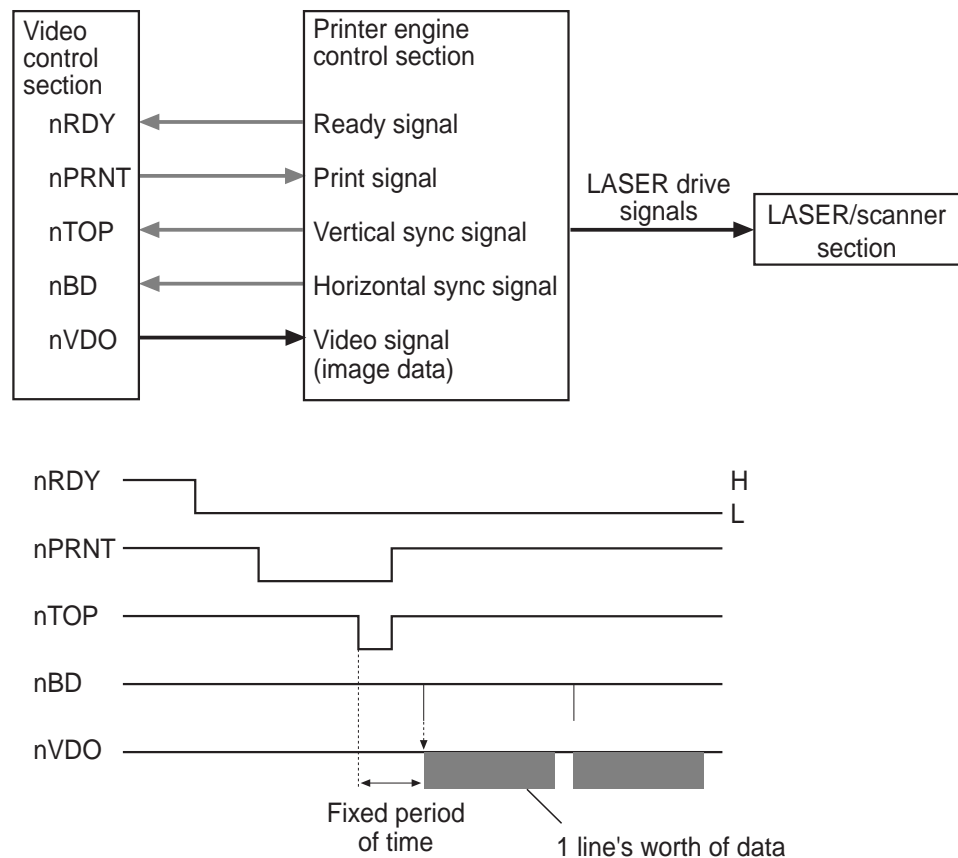 Video
control
section
Printer engine
control section
nRDY
Ready signal
nPRNT
Print signal
LASER drive
signals
nTOP
Vertical sync signal
LASER/scanner
section
nBD
Horizontal sync signal
nVDO
Video signal
(image data)
nRDY
H
L
nPRNT
nTOP
nBD
nVDO
Fixed period
of time
1 line's worth of data